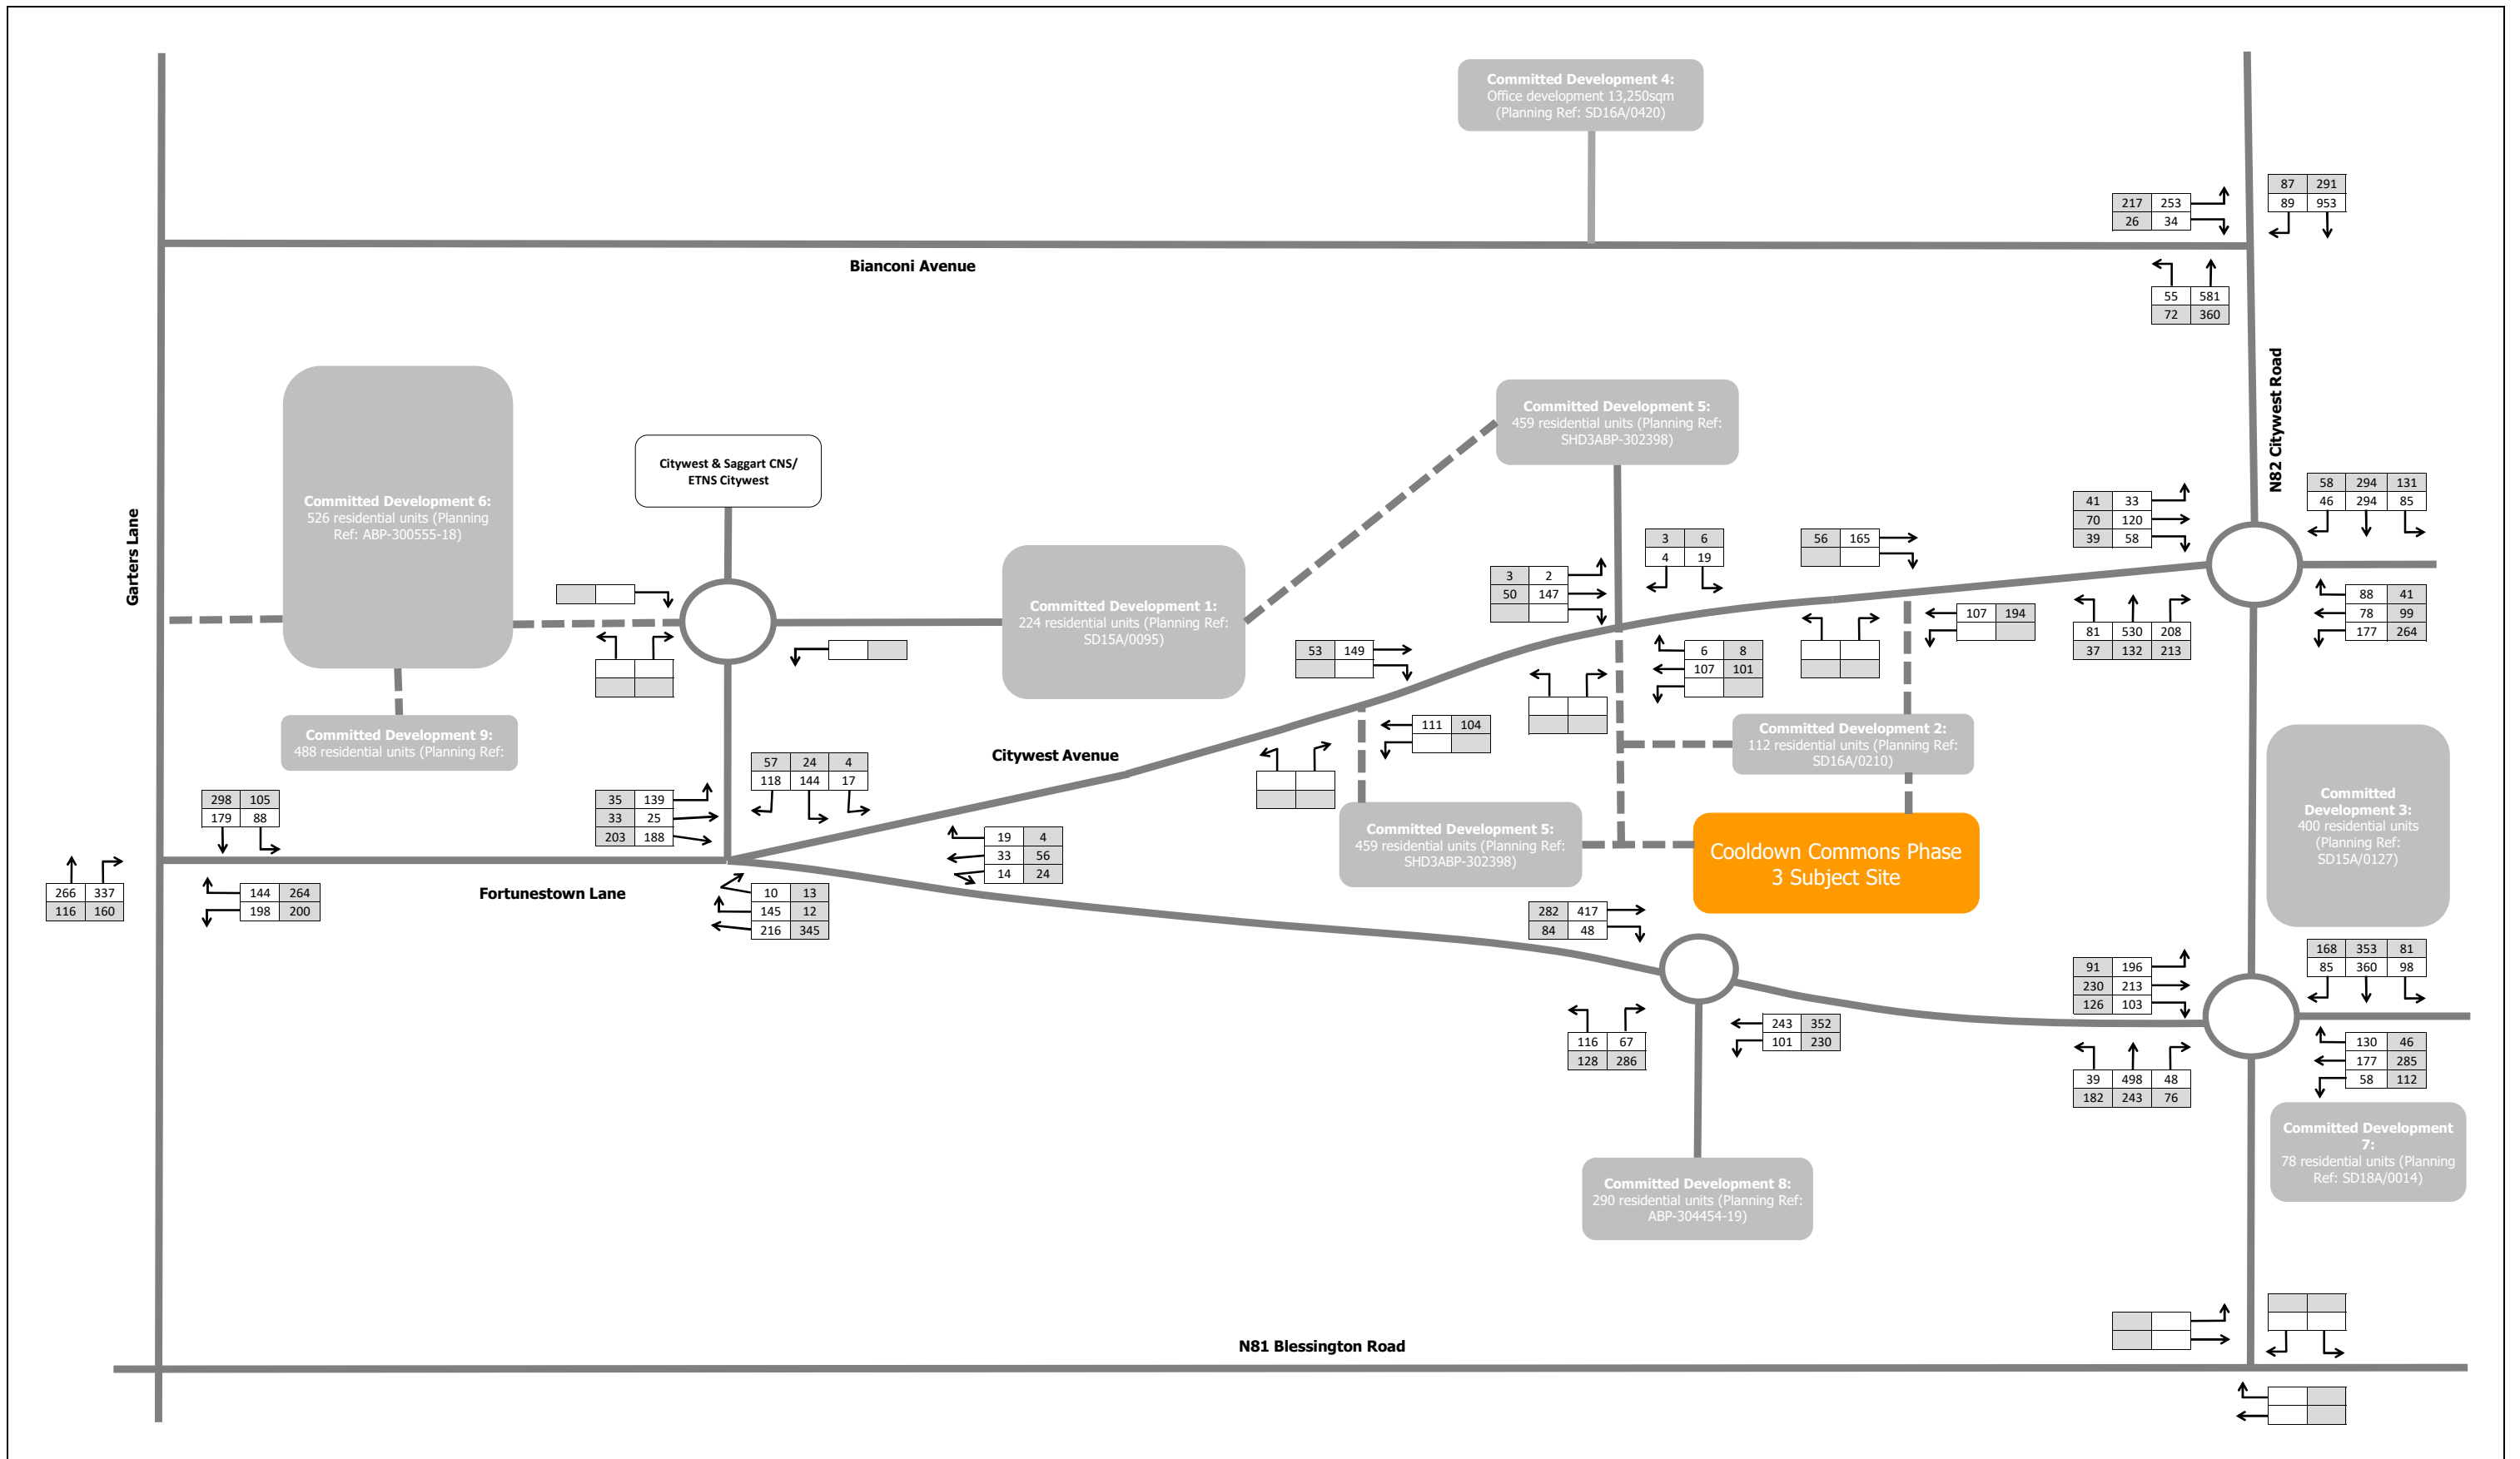 Committed Development 4:
Office development 13,250sqm
(Planning Ref: SD16A/0420)
87 291
89 953
217 253
26 34
Bianconi Avenue
55 581
72 360
N82 Citywest Road
Garters Lane
Committed Development 6:
526 residential units (Planning
Ref: ABP-300555-18)
Citywest & Saggart CNS/
ETNS Citywest
Committed Development 5:
459 residential units (Planning Ref:
SHD3ABP-302398)
58 294 131
46 294 85
41 33
70 120
39 58
3 6
4 19
56 165
3 2
50 147
Committed Development 1:
224 residential units (Planning Ref:
SD15A/0095)
88 41
78 99
177 264
107 194
81 530 208
37 132 213
6 8
107 101
53 149
111 104
Committed Development 9:
488 residential units (Planning Ref:
Citywest Avenue
Committed Development 2:
112 residential units (Planning Ref:
SD16A/0210)
57 24 4
118 144 17
298 105
179 88
35 139
33 25
203 188
Committed
Development 3:
400 residential units
(Planning Ref:
SD15A/0127)
Committed Development 5:
459 residential units (Planning Ref:
SHD3ABP-302398)
Cooldown Commons Phase
3 Subject Site
19 4
33 56
14 24
266 337
116 160
144 264
198 200
Fortunestown Lane
10 13
145 12
216 345
282 417
84 48
168 353 81
85 360 98
91 196
230 213
126 103
116 67
128 286
243 352
101 230
130 46
177 285
58 112
39 498 48
182 243 76
Committed Development
7:
78 residential units (Planning
Ref: SD18A/0014)
Committed Development 8:
290 residential units (Planning Ref:
ABP-304454-19)
N81 Blessington Road